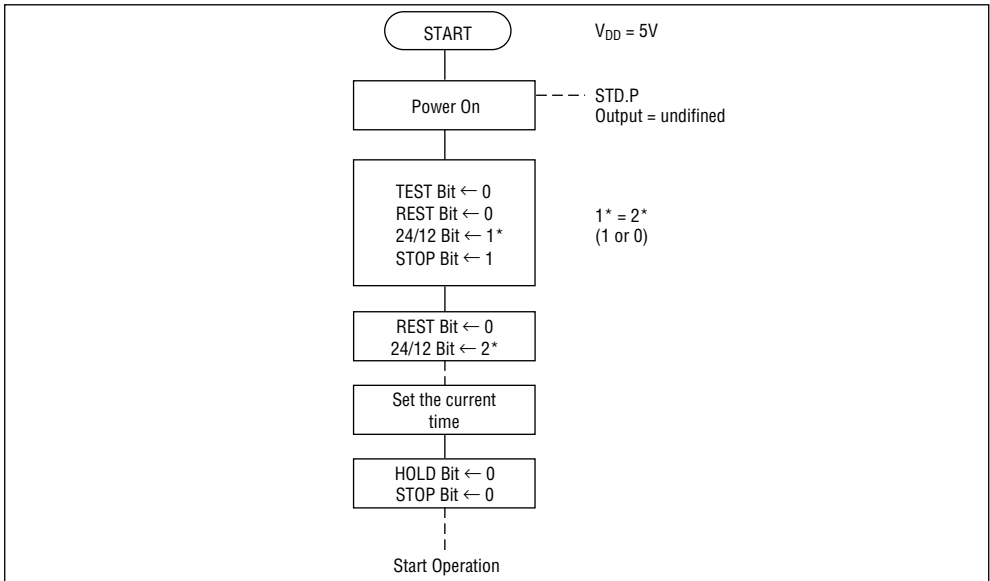 START
V_DD = 5V
Power On
STD.P
Output = undifined
TEST Bit ← 0
REST Bit ← 0
24/12 Bit ← 1*
STOP Bit ← 1
1* = 2*
(1 or 0)
REST Bit ← 0
24/12 Bit ← 2*
Set the current
time
HOLD Bit ← 0
STOP Bit ← 0
Start Operation